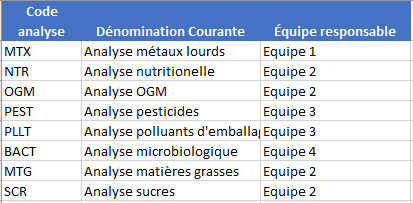 Code analyse Dénomination Courante Équipe responsable
MTX Analyse métaux lourds Equipe 1
NTR Analyse nutritionelle Equipe 2
OGM Analyse OGM Equipe 2
PEST Analyse pesticides Equipe 3
PLLT Analyse polluants d'emballag Equipe 3
BACT Analyse microbiologique Equipe 4
MTG Analyse matières grasses Equipe 2
SCR Analyse sucres Equipe 2